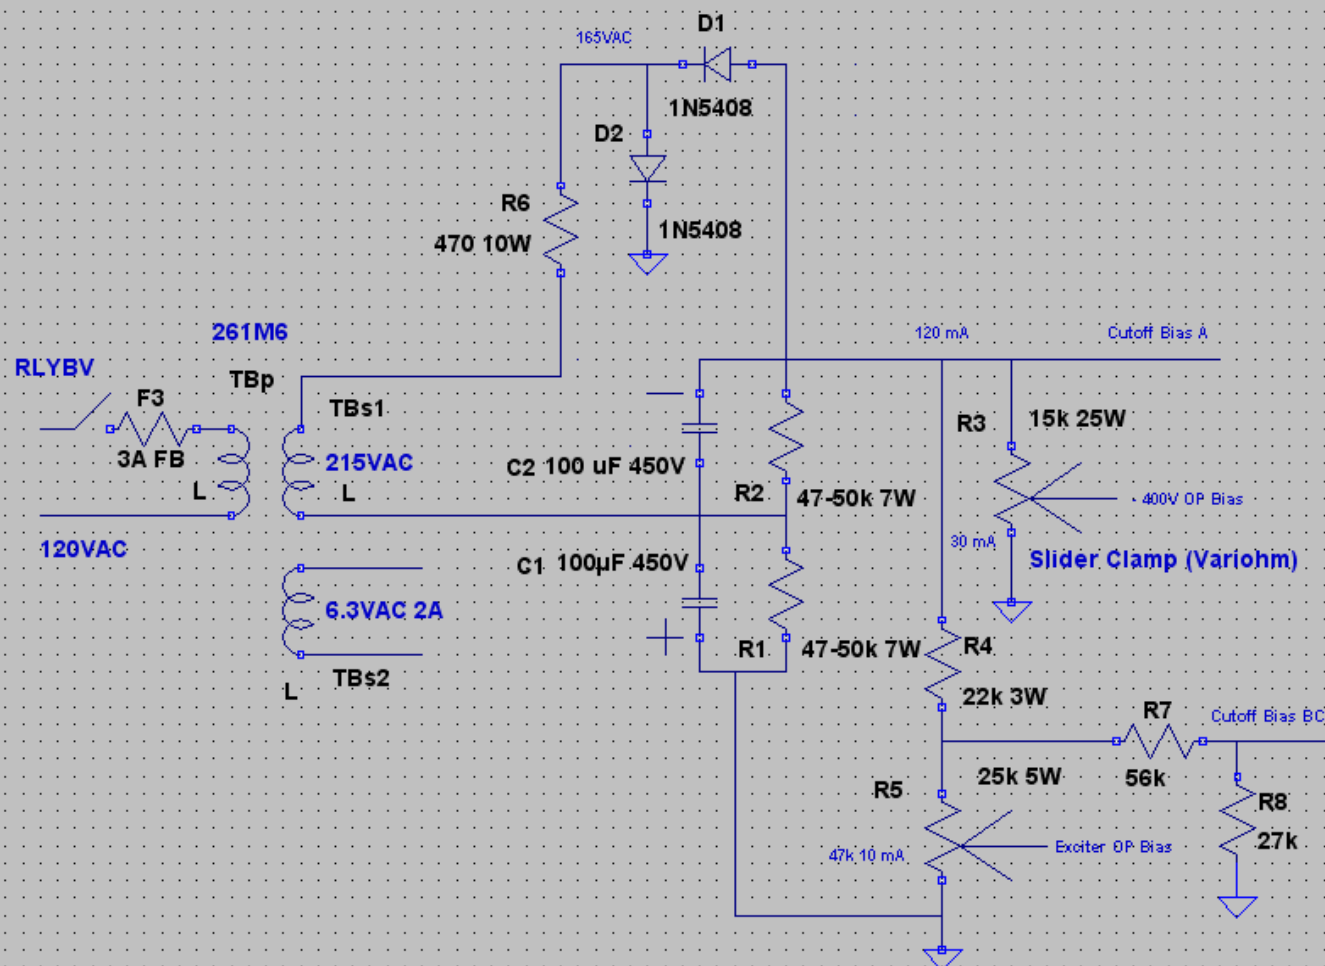 D1
165VAC
1N5408
D2
R6
470 10W
1N5408
261M6
120 mA
Cutoff Bias A
RLYBV
TBp
F3
TBs1
R3
15k 25W
3A FB
215VAC
L
L
C2 100 uF 450V
R2
47-50k 7W
- 400V OP Bias
120VAC
30 mA
Slider Clamp (Variohm)
C1 100µF 450V
6.3VAC 2A
R1
47-50k 7W
R4
L
TBs2
22k 3W
R7
Cutoff Bias BC
25k 5W
56k
R5
R8
27k
47k 10 mA
Exciter OP Bias